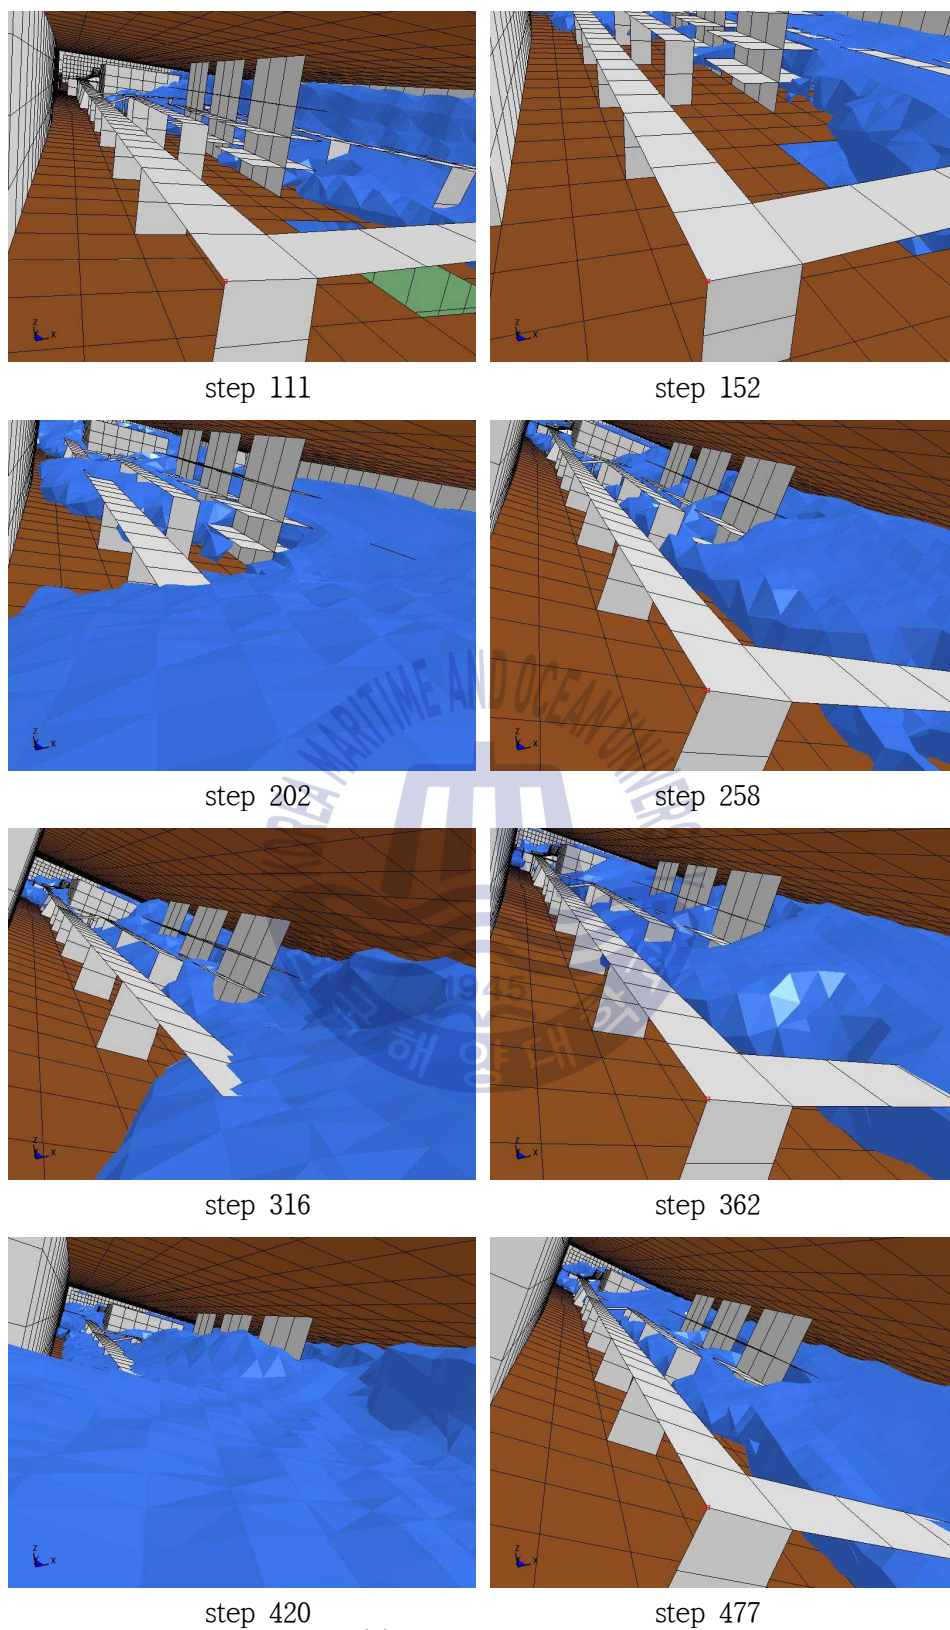 Z
X
Z
X
step 111
step 152
Z
X
Z
X
step 202
step 258
KOREA MARITIME AND OCEAN UNIVERSITY
Z
X
Z
X
step 316
step 362
1945
한국해양대학교
Z
X
Z
X
step 420
step 477